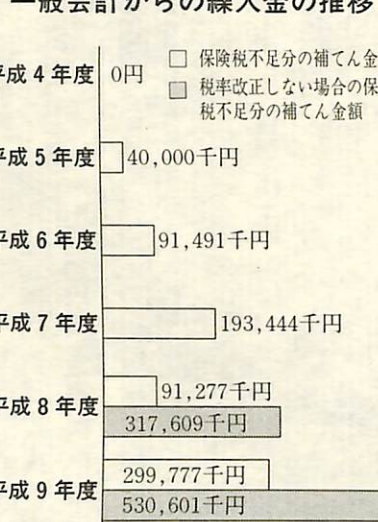 一般会計からの繰入金の推移
平成4年度 0円
□ 保険税不足分の補てん金
税率改正しない場合の保
税不足分の補てん金額
平成5年度 40,000千円
平成6年度 91,491千円
平成7年度 193,444千円
平成8年度 91,277千円
317,609千円
平成9年度 299,777千円
530,601千円